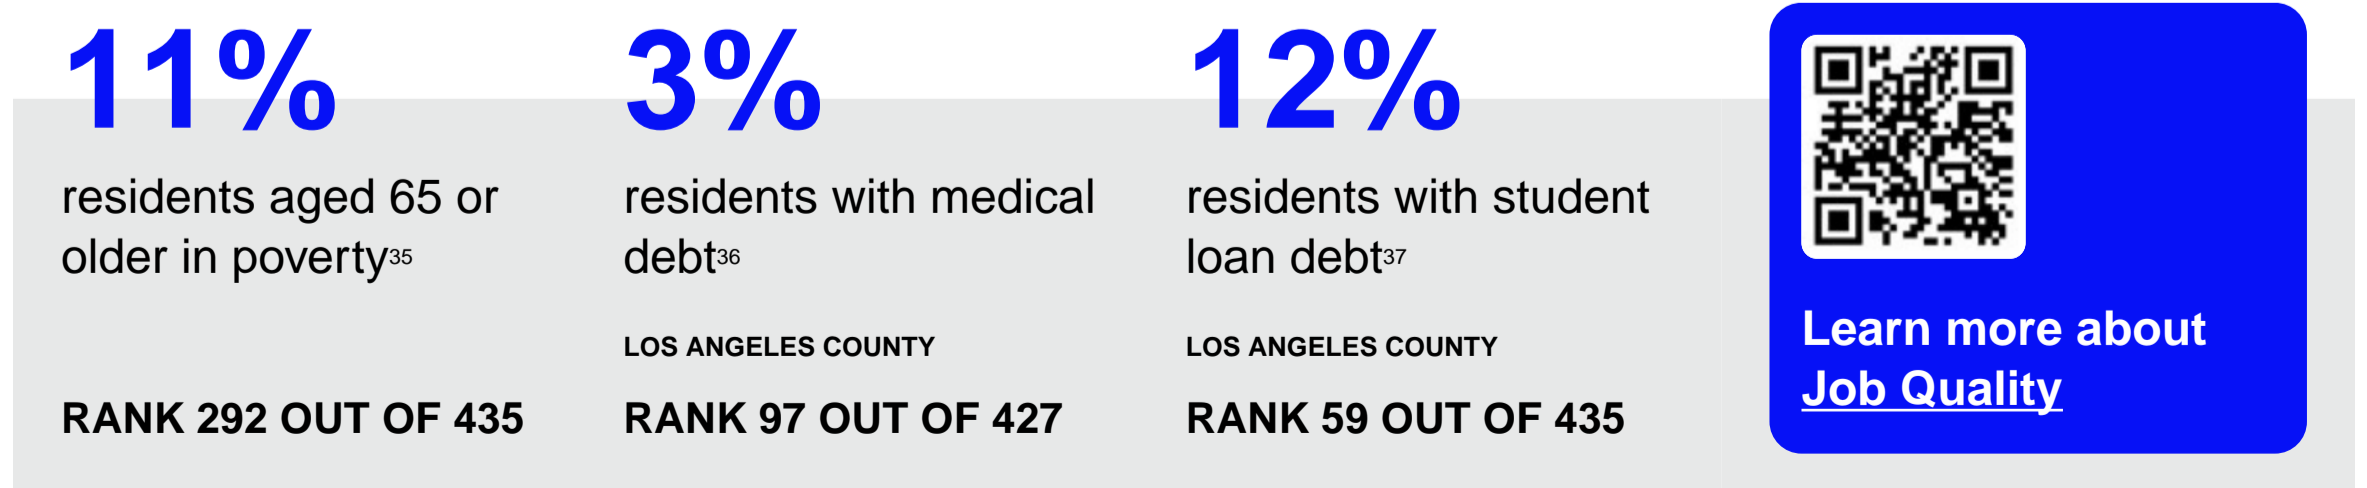 11%
residents aged 65 or
older in poverty35
RANK 292 OUT OF 435
3%
residents with medical
debt36
LOS ANGELES COUNTY
RANK 97 OUT OF 427
12%
residents with student
loan debt37
LOS ANGELES COUNTY
RANK 59 OUT OF 435
Learn more about
Job Quality